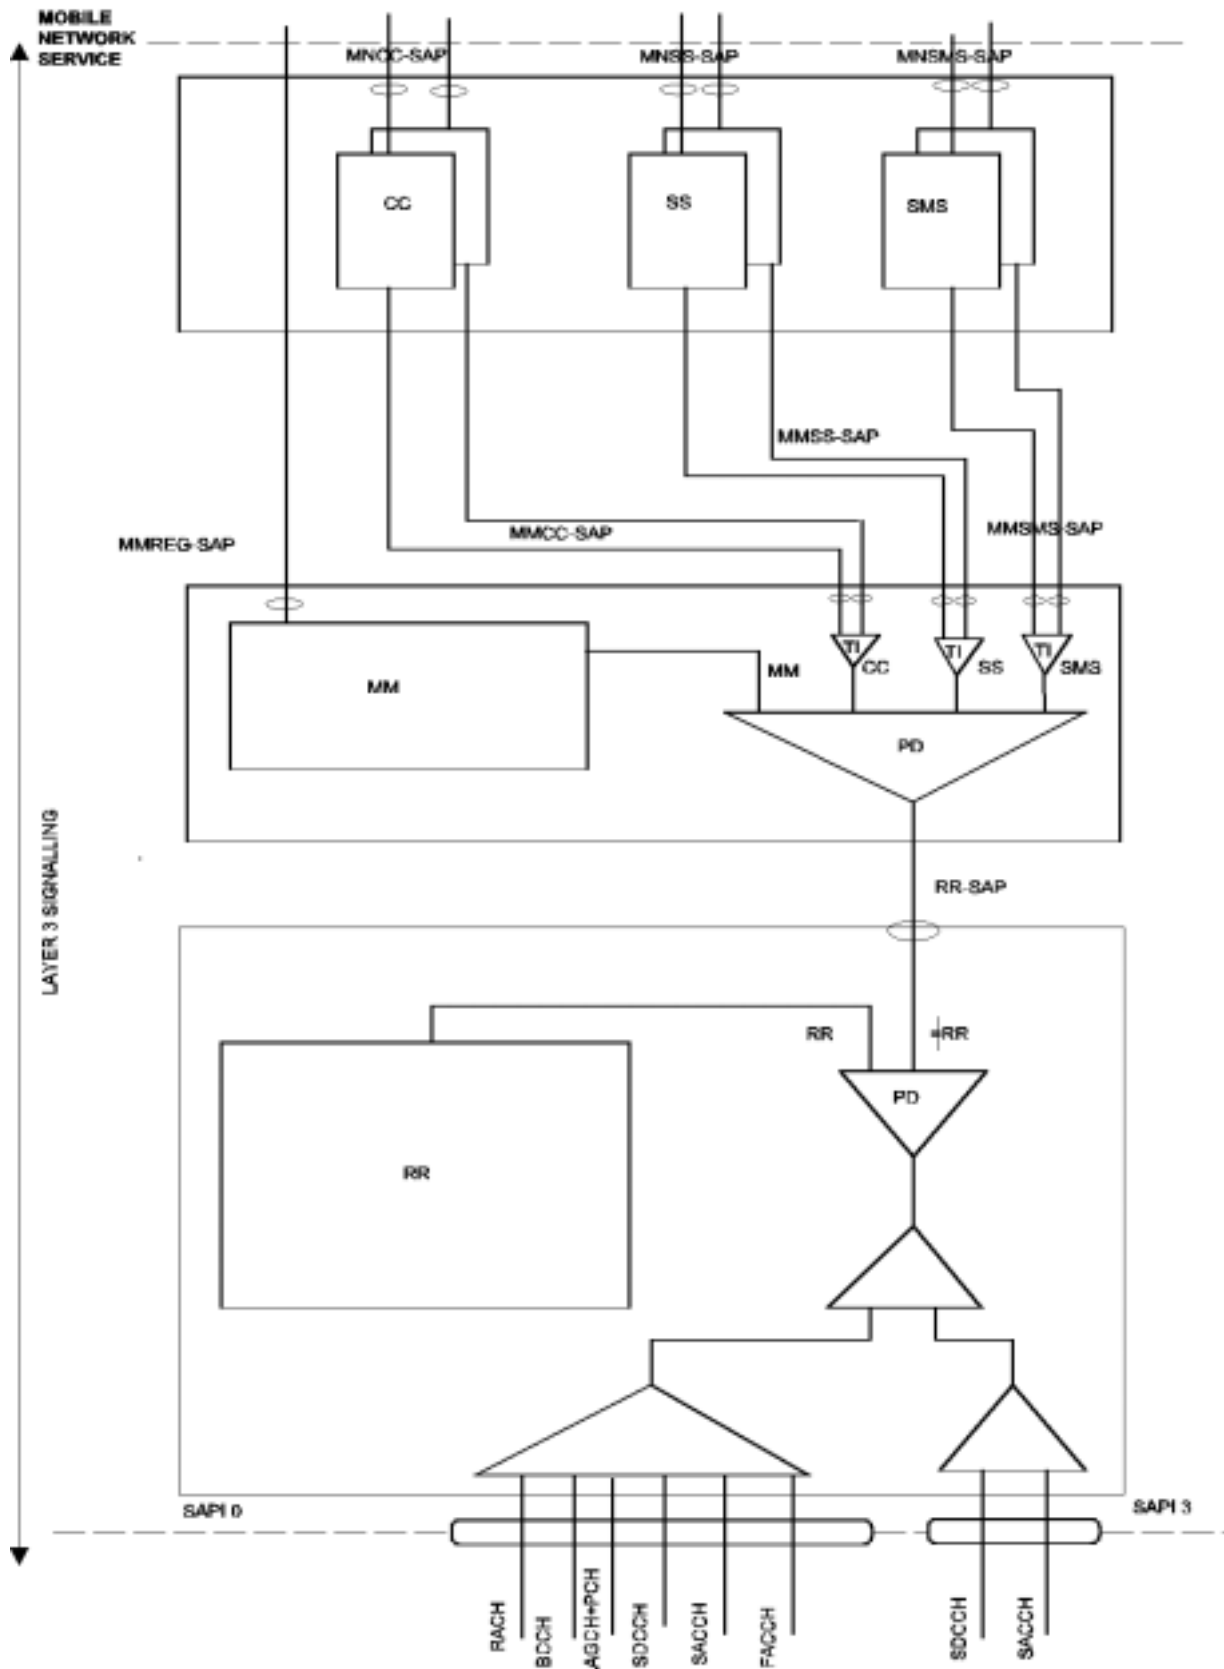 MOBILE
NETWORK
SERVICE
MNCC-SAP
MNSS-SAP
MNSMS-SAP
CC
SS
SMS
MMSS-SAP
MMREG-SAP
MMCC-SAP
MMSMS-SAP
TI
TI
TI
MM
CC
SS
SMS
MM
PD
LAYER 3 SIGNALLING
RR-SAP
RR
≠RR
PD
RR
SAPI 0
SAPI 3
RACH
BCCH
AGCH+PCH
SDCCH
SACCH
FACCH
SDCCH
SACCH